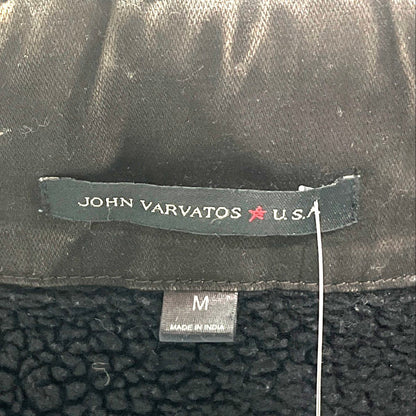 JOHN VARVATOS ★ U.S.A
M
MADE IN INDIA